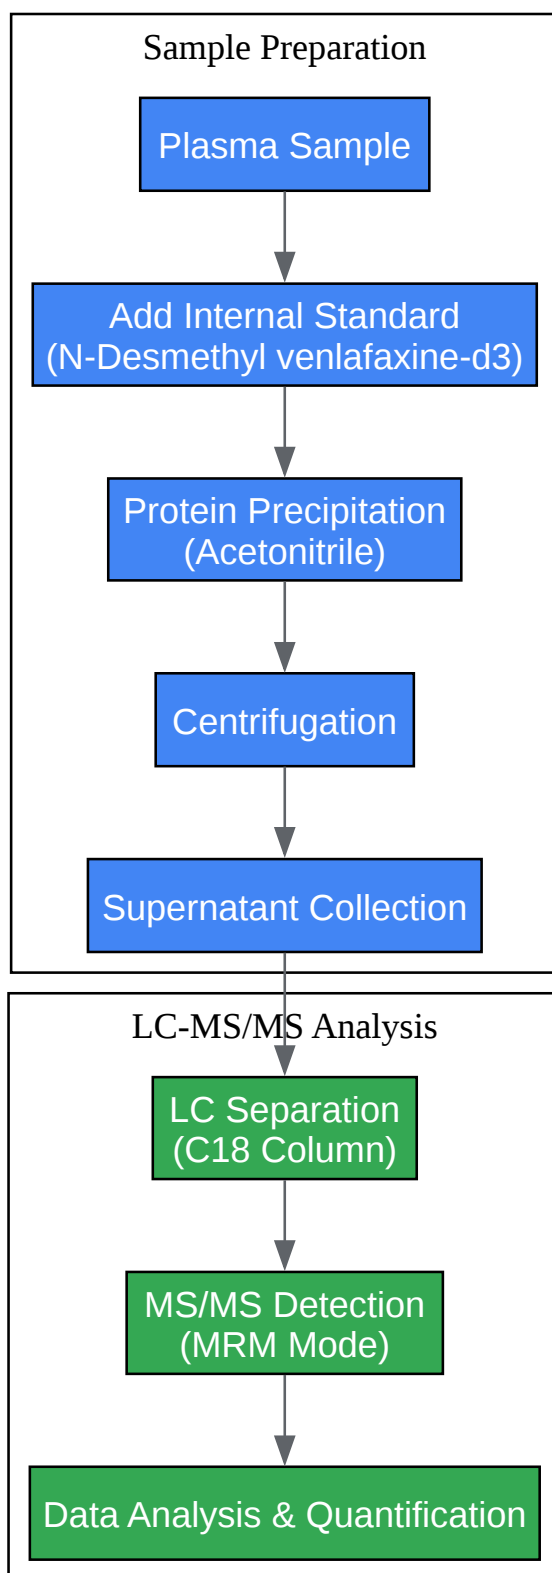 Sample Preparation
Plasma Sample
Add Internal Standard
(N-Desmethyl venlafaxine-d3)
Protein Precipitation
(Acetonitrile)
Centrifugation
Supernatant Collection
LC-MS/MS Analysis
LC Separation
(C18 Column)
MS/MS Detection
(MRM Mode)
Data Analysis & Quantification